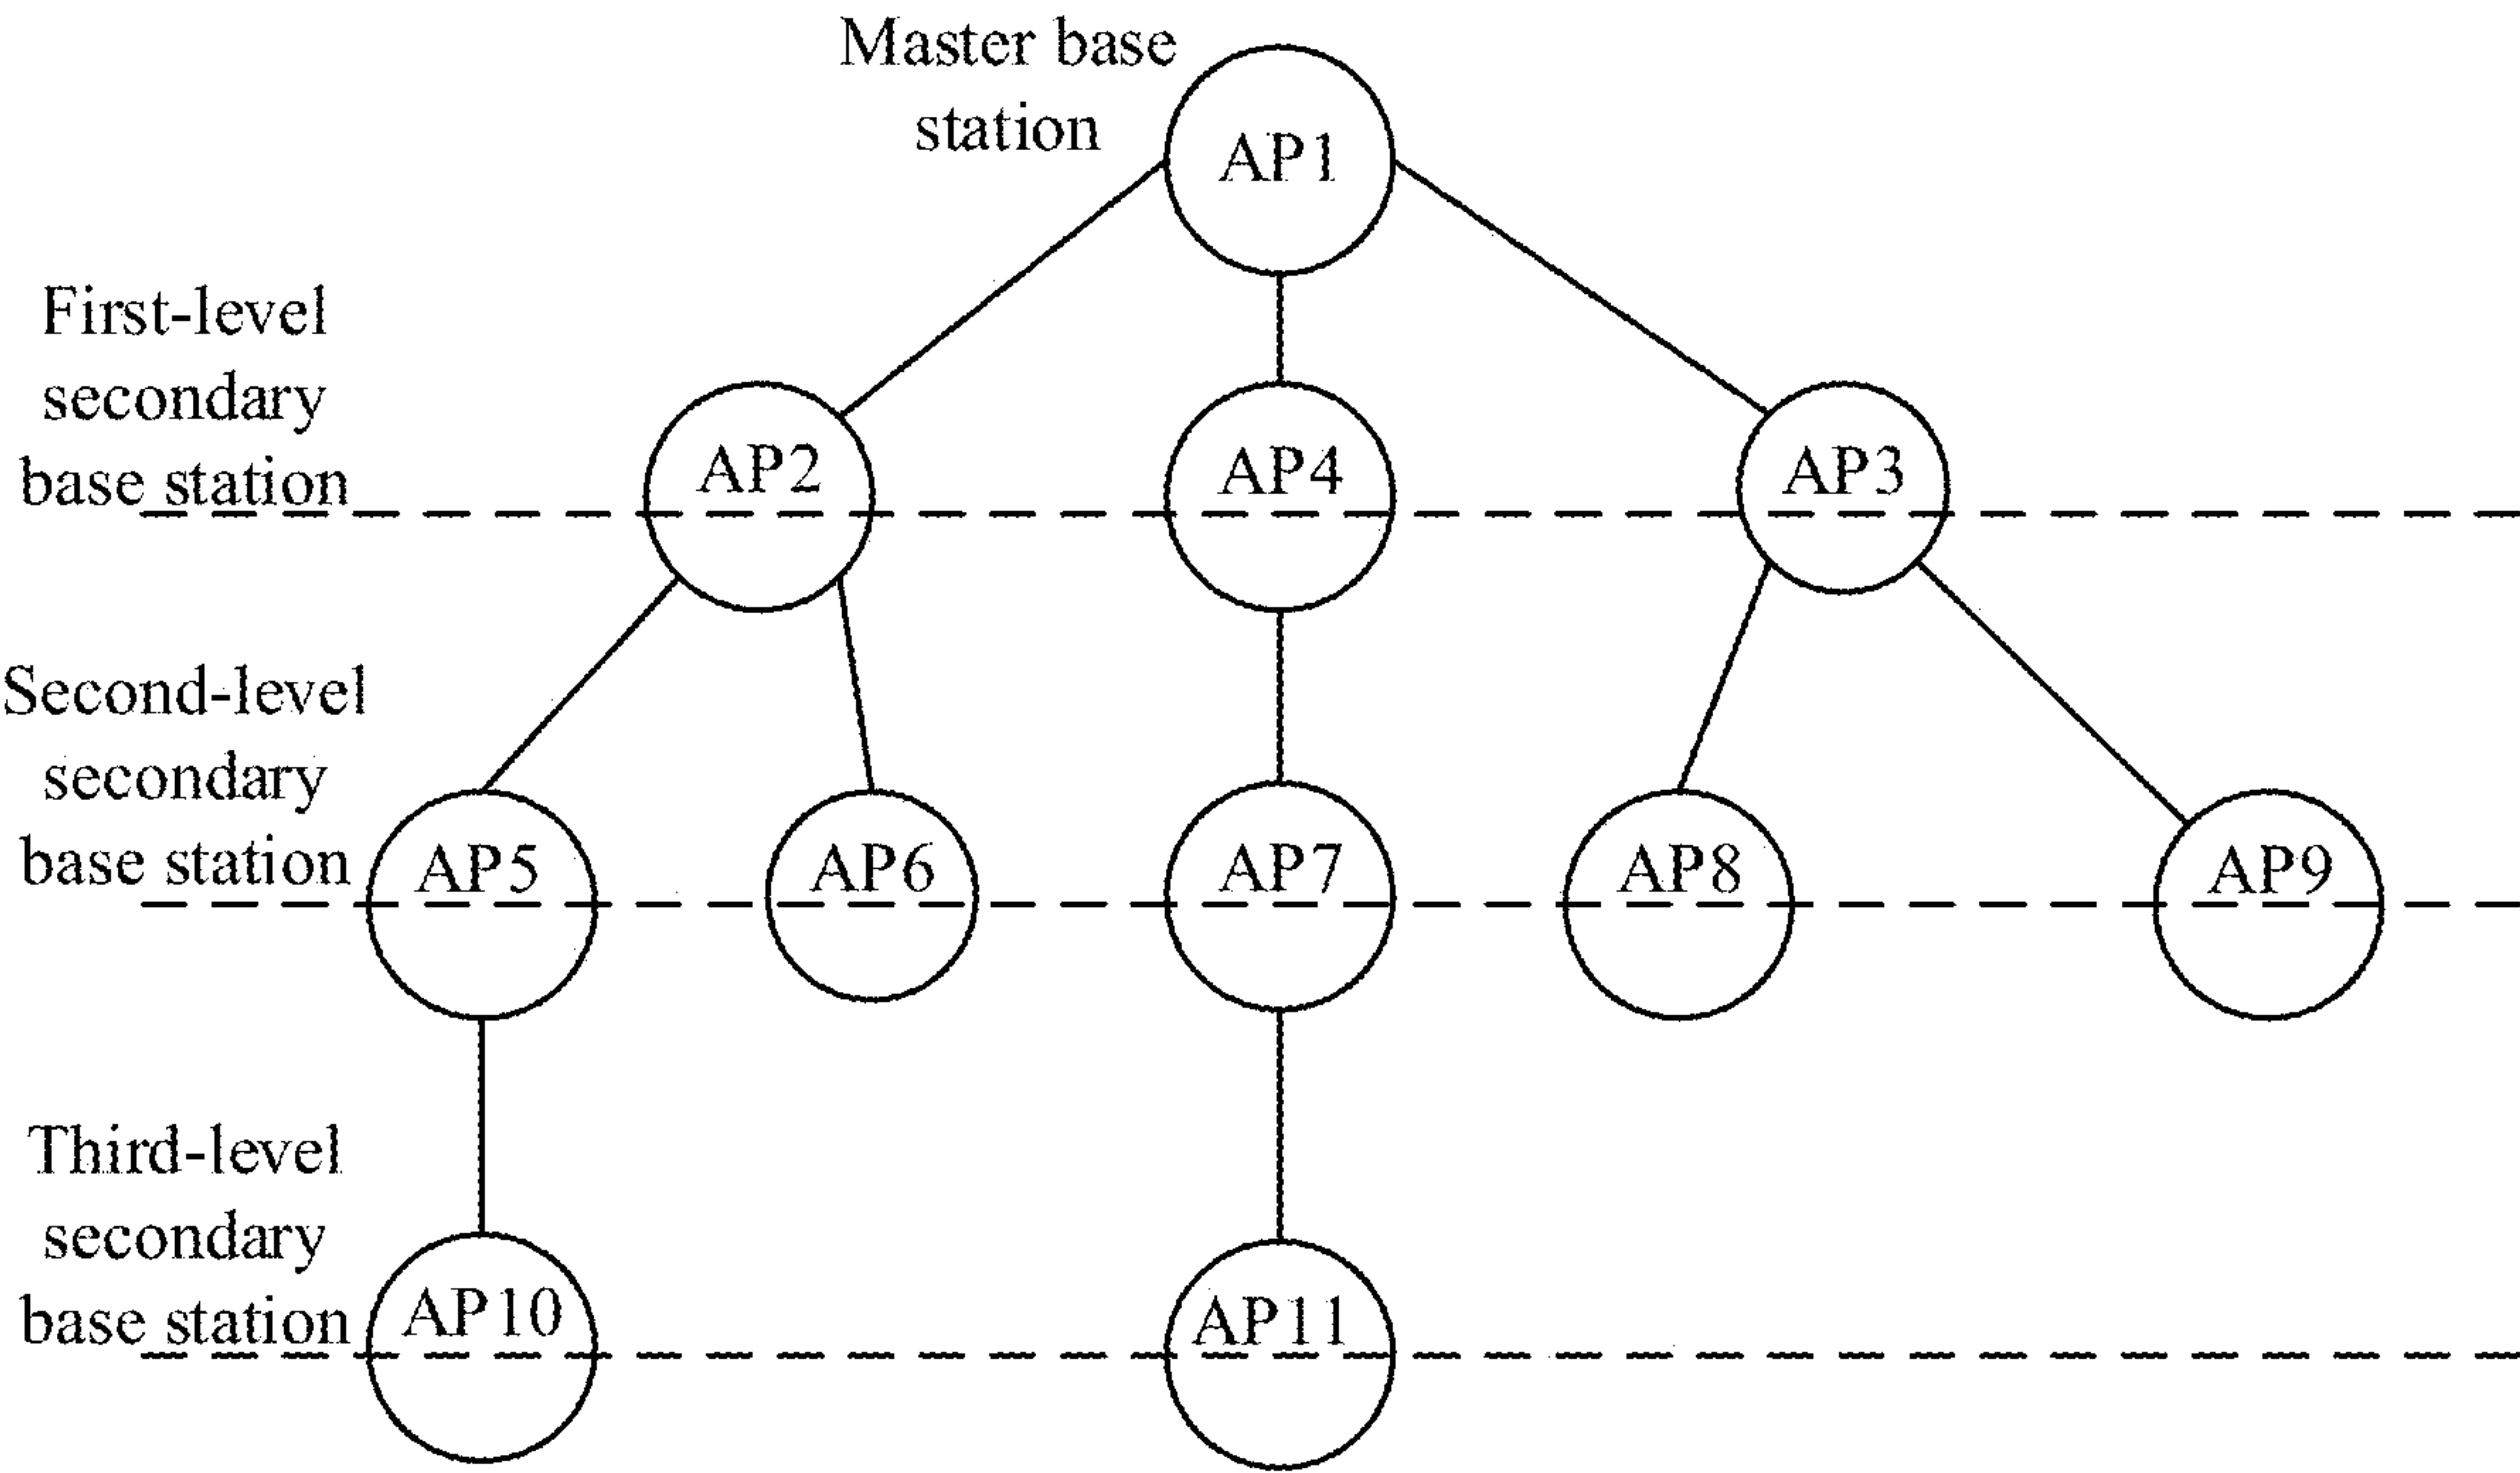 Master base
station
AP1
First-level
secondary
base station
AP2
AP4
AP3
Second-level
secondary
base station
AP5
AP6
AP7
AP8
AP9
Third-level
secondary
base station
AP10
AP11